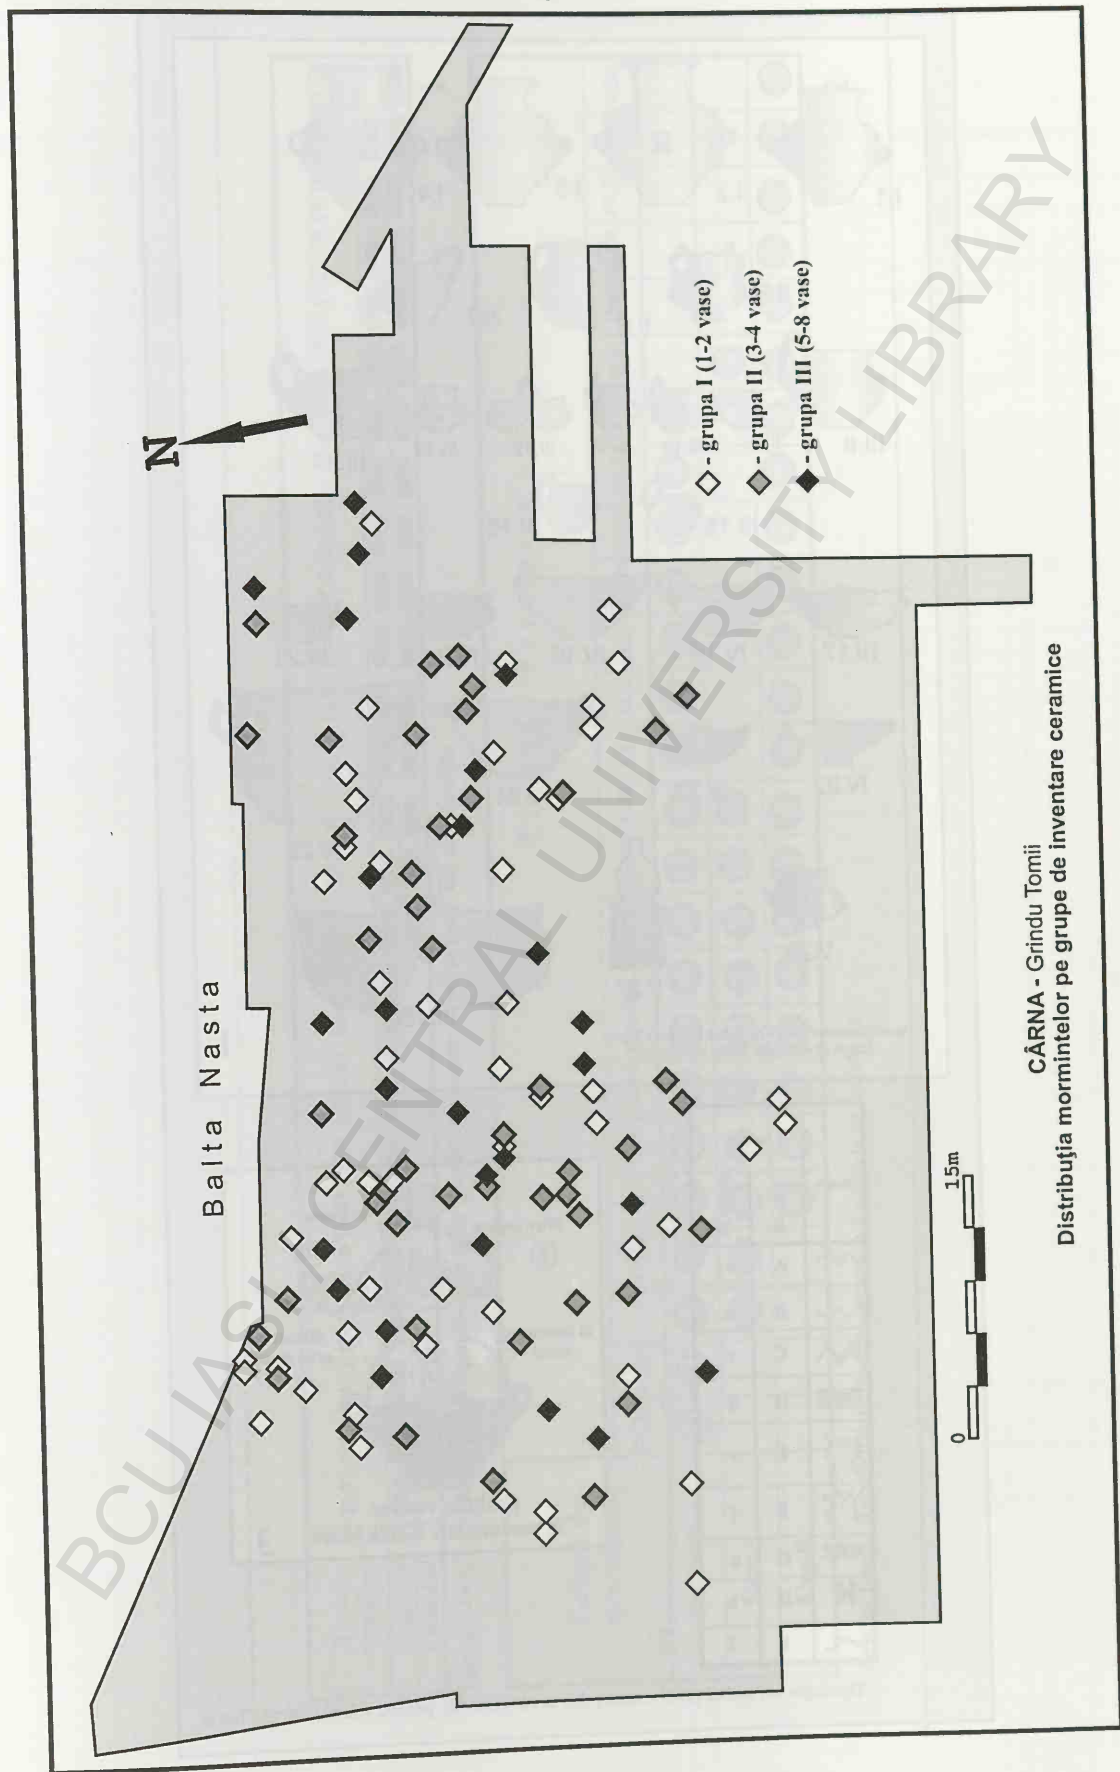 N
Balta Nasta
- grupa I (1-2 vase)
- grupa II (3-4 vase)
- grupa III (5-8 vase)
0
15m
CÂRNA - Grindu Tomii
Distribuţia mormintelor pe grupe de inventare ceramice
BCU IASI / CENTRAL UNIVERSITY LIBRARY